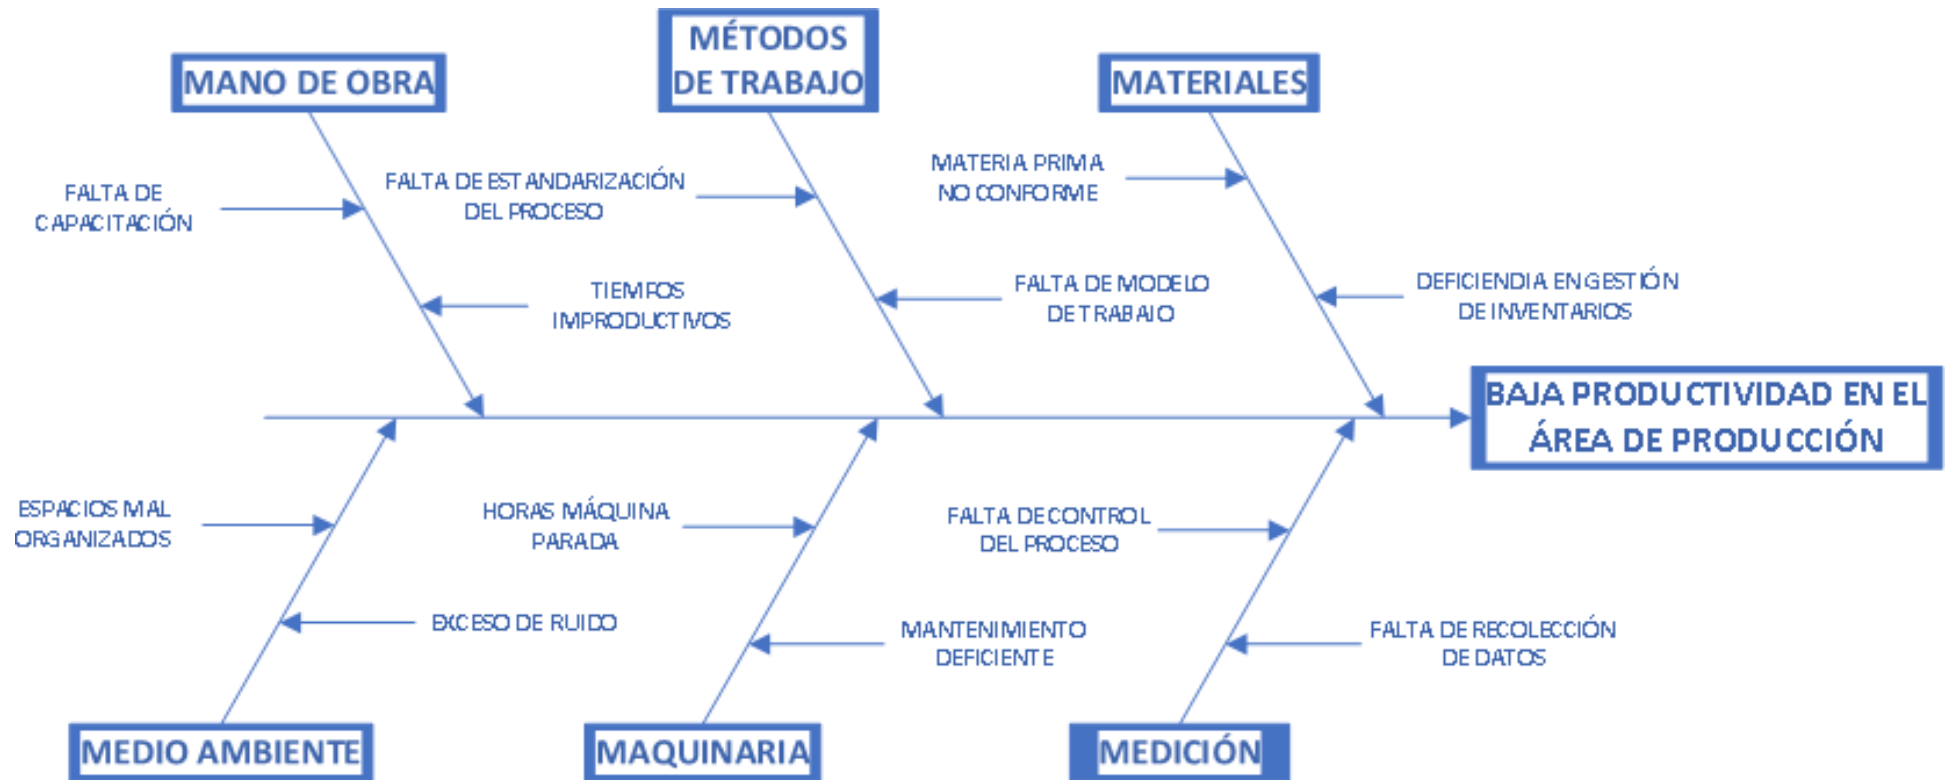 MANO DE OBRA
MÉTODOS
DE TRABAJO
MATERIALES
FALTA DE
CAPACITACIÓN
FALTA DE ESTANDARIZACIÓN
DEL PROCESO
MATERIA PRIMA
NO CONFORME
TIEMPOS
IMPRODUCTIVOS
FALTA DE MODELO
DE TRABAJO
DEFICIENDIA EN GESTIÓN
DE INVENTARIOS
BAJA PRODUCTIVIDAD EN EL
ÁREA DE PRODUCCIÓN
ESPACIOS MAL
ORGANIZADOS
HORAS MÁQUINA
PARADA
FALTA DE CONTROL
DEL PROCESO
EXCESO DE RUIDO
MANTENIMIENTO
DEFICIENTE
FALTA DE RECOLECCIÓN
DE DATOS
MEDIO AMBIENTE
MAQUINARIA
MEDICIÓN